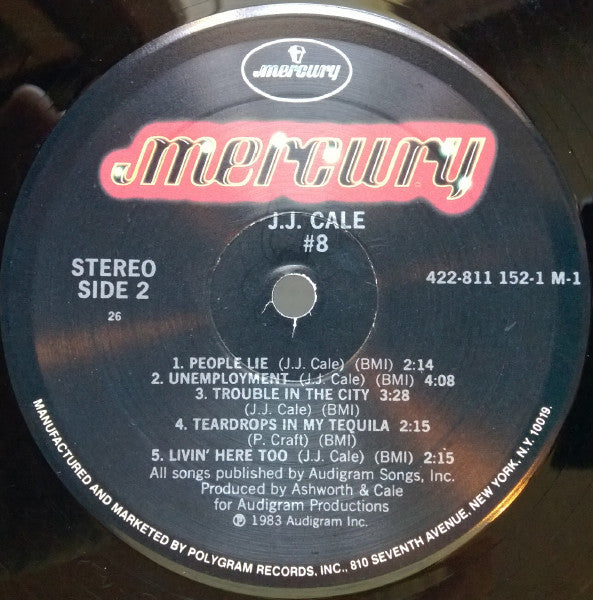 mercury
mercury
J.J. CALE
#8
STEREO
SIDE 2
422-811 152-1 M-1
26
1. PEOPLE LIE (J.J. Cale) (BMI) 2:14
2. UNEMPLOYMENT (J.J. Cale) (BMI) 4:08
3. TROUBLE IN THE CITY 3:28
(J.J. Cale) (BMI)
4. TEARDROPS IN MY TEQUILA 2:15
(P. Craft) (BMI)
5. LIVIN' HERE TOO (J.J. Cale) (BMI) 2:15
All songs published by Audigram Songs, Inc.
Produced by Ashworth & Cale
for Audigram Productions
℗ 1983 Audigram Inc.
MANUFACTURED AND MARKETED BY POLYGRAM RECORDS, INC., 810 SEVENTH AVENUE, NEW YORK, N.Y. 10019.